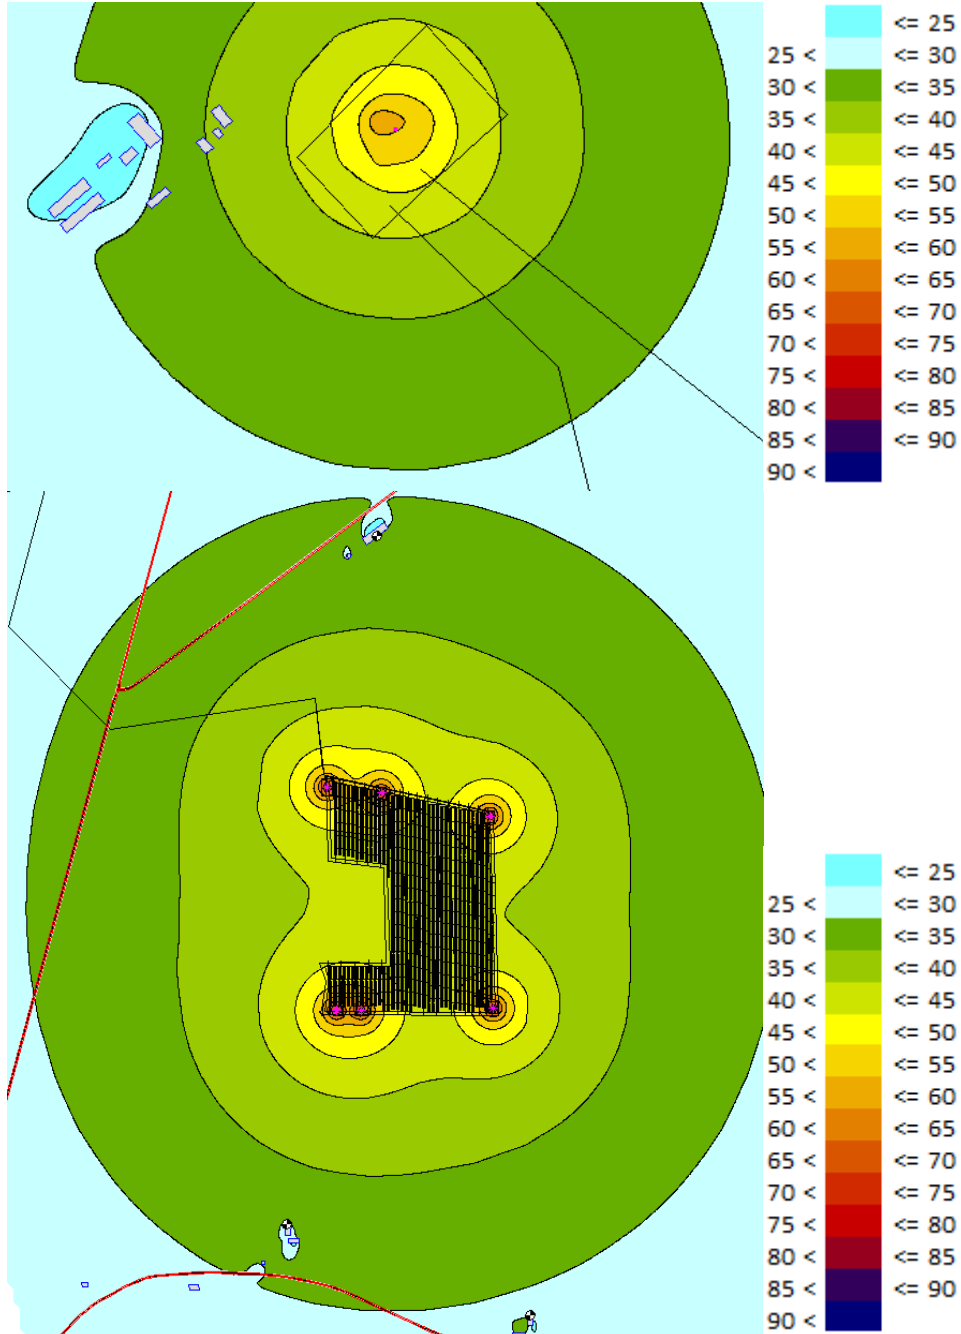 <= 25
25 < <= 30
30 < <= 35
35 < <= 40
40 < <= 45
45 < <= 50
50 < <= 55
55 < <= 60
60 < <= 65
65 < <= 70
70 < <= 75
75 < <= 80
80 < <= 85
85 < <= 90
90 <
<= 25
25 < <= 30
30 < <= 35
35 < <= 40
40 < <= 45
45 < <= 50
50 < <= 55
55 < <= 60
60 < <= 65
65 < <= 70
70 < <= 75
75 < <= 80
80 < <= 85
85 < <= 90
90 <